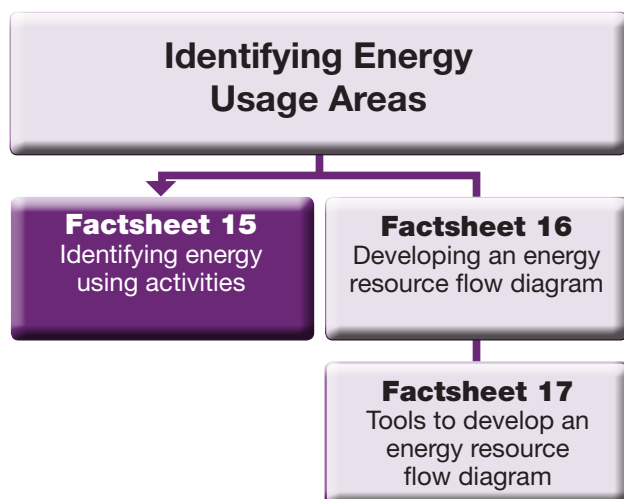 Identifying Energy
Usage Areas
Factsheet 15
Identifying energy
using activities
Factsheet 16
Developing an energy
resource flow diagram
Factsheet 17
Tools to develop an
energy resource
flow diagram